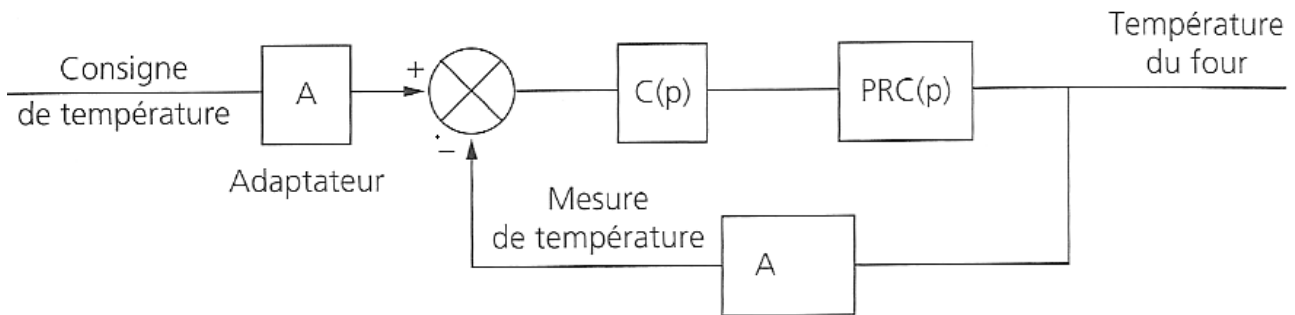 Consigne
de température
A
Adaptateur
+
−
C(p)
PRC(p)
Température
du four
Mesure
de température
A